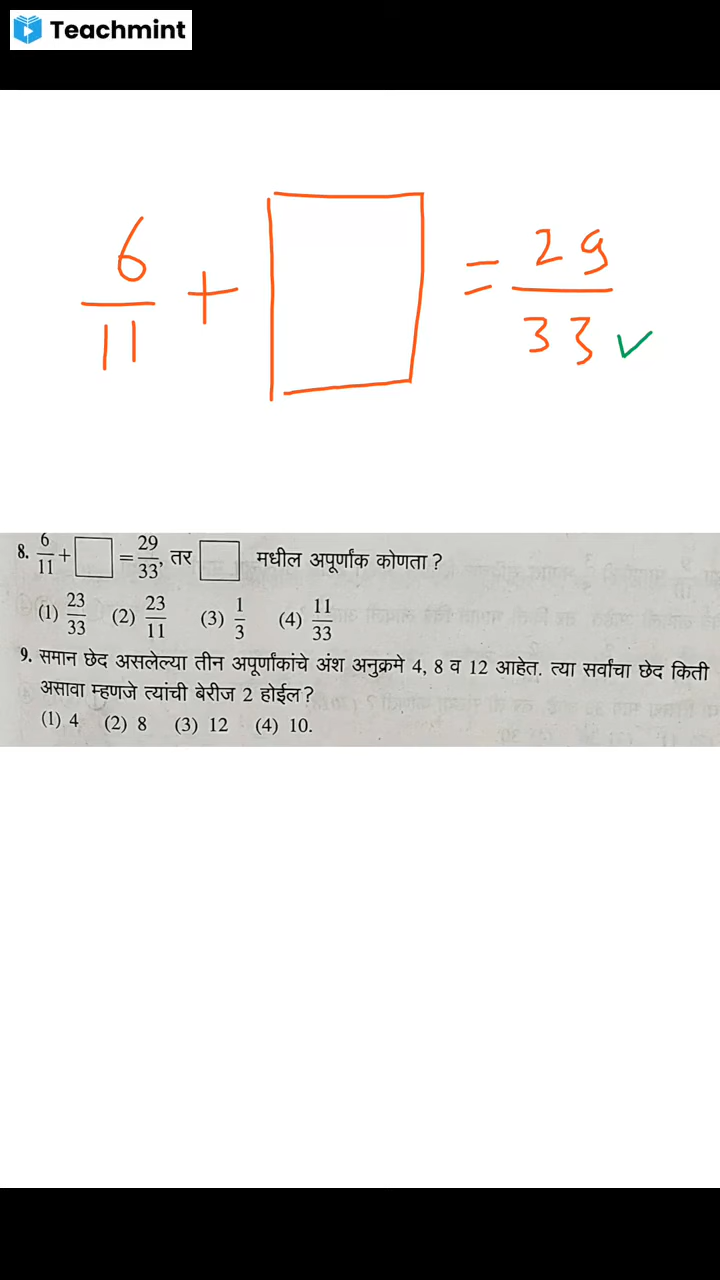 Teachmint
6/11 + □ = 29/33 ✓
8. 6/11 + □ = 29/33, तर □ मधील अपूर्णांक कोणता ?
(1) 23/33 (2) 23/11 (3) 1/3 (4) 11/33
9. समान छेद असलेल्या तीन अपूर्णांकांचे अंश अनुक्रमे 4, 8 व 12 आहेत. त्या सर्वांचा छेद किती
असावा म्हणजे त्यांची बेरीज 2 होईल ?
(1) 4 (2) 8 (3) 12 (4) 10.